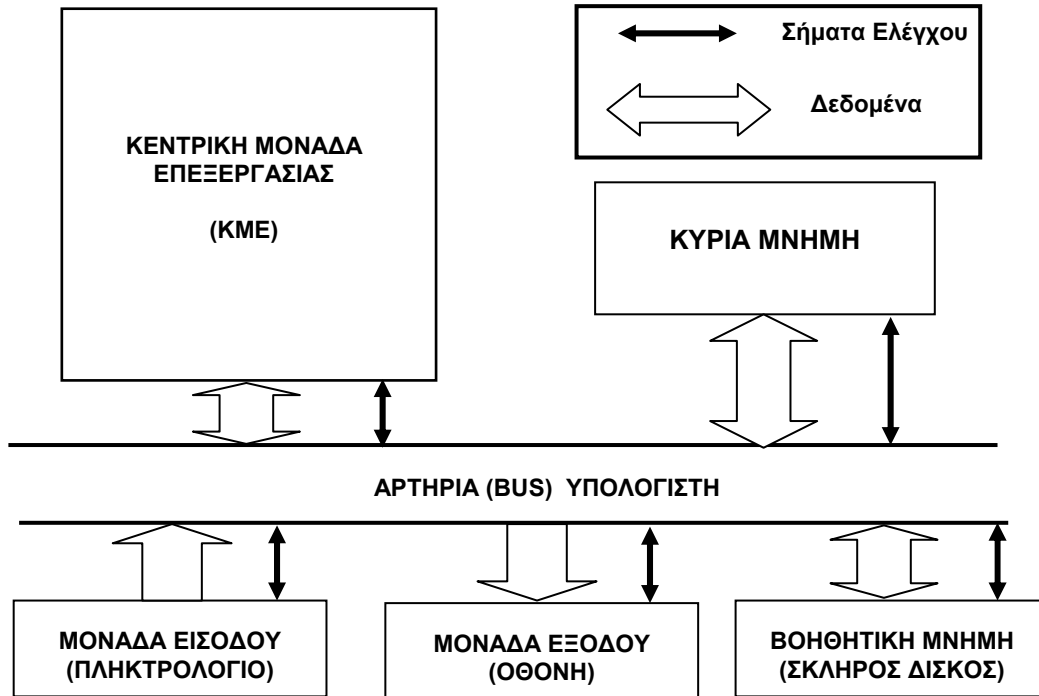 ΚΕΝΤΡΙΚΗ ΜΟΝΑΔΑ
ΕΠΕΞΕΡΓΑΣΙΑΣ
(ΚΜΕ)
Σήματα Ελέγχου
Δεδομένα
ΚΥΡΙΑ ΜΝΗΜΗ
ΑΡΤΗΡΙΑ (BUS) ΥΠΟΛΟΓΙΣΤΗ
ΜΟΝΑΔΑ ΕΙΣΟΔΟΥ
(ΠΛΗΚΤΡΟΛΟΓΙΟ)
ΜΟΝΑΔΑ ΕΞΟΔΟΥ
(ΟΘΟΝΗ)
ΒΟΗΘΗΤΙΚΗ ΜΝΗΜΗ
(ΣΚΛΗΡΟΣ ΔΙΣΚΟΣ)